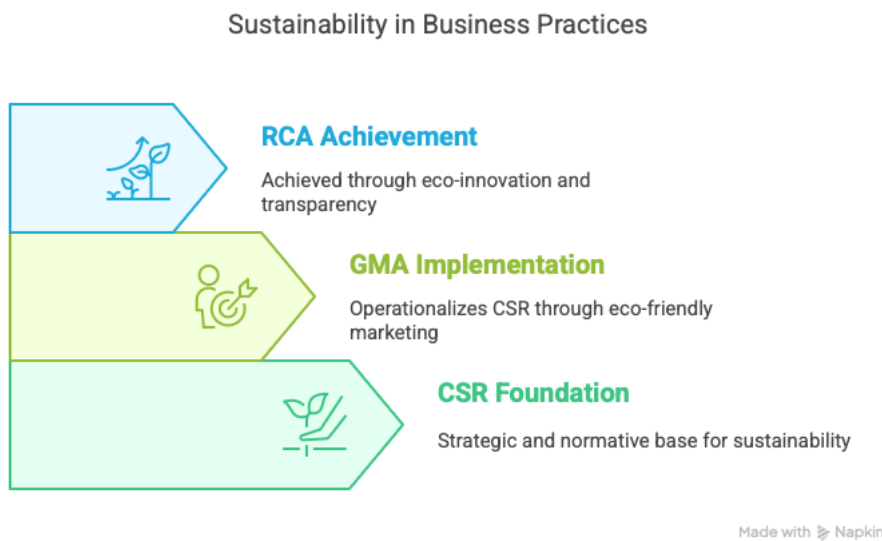 Sustainability in Business Practices
RCA Achievement
Achieved through eco-innovation and
transparency
GMA Implementation
Operationalizes CSR through eco-friendly
marketing
CSR Foundation
Strategic and normative base for sustainability
Made with Napkin